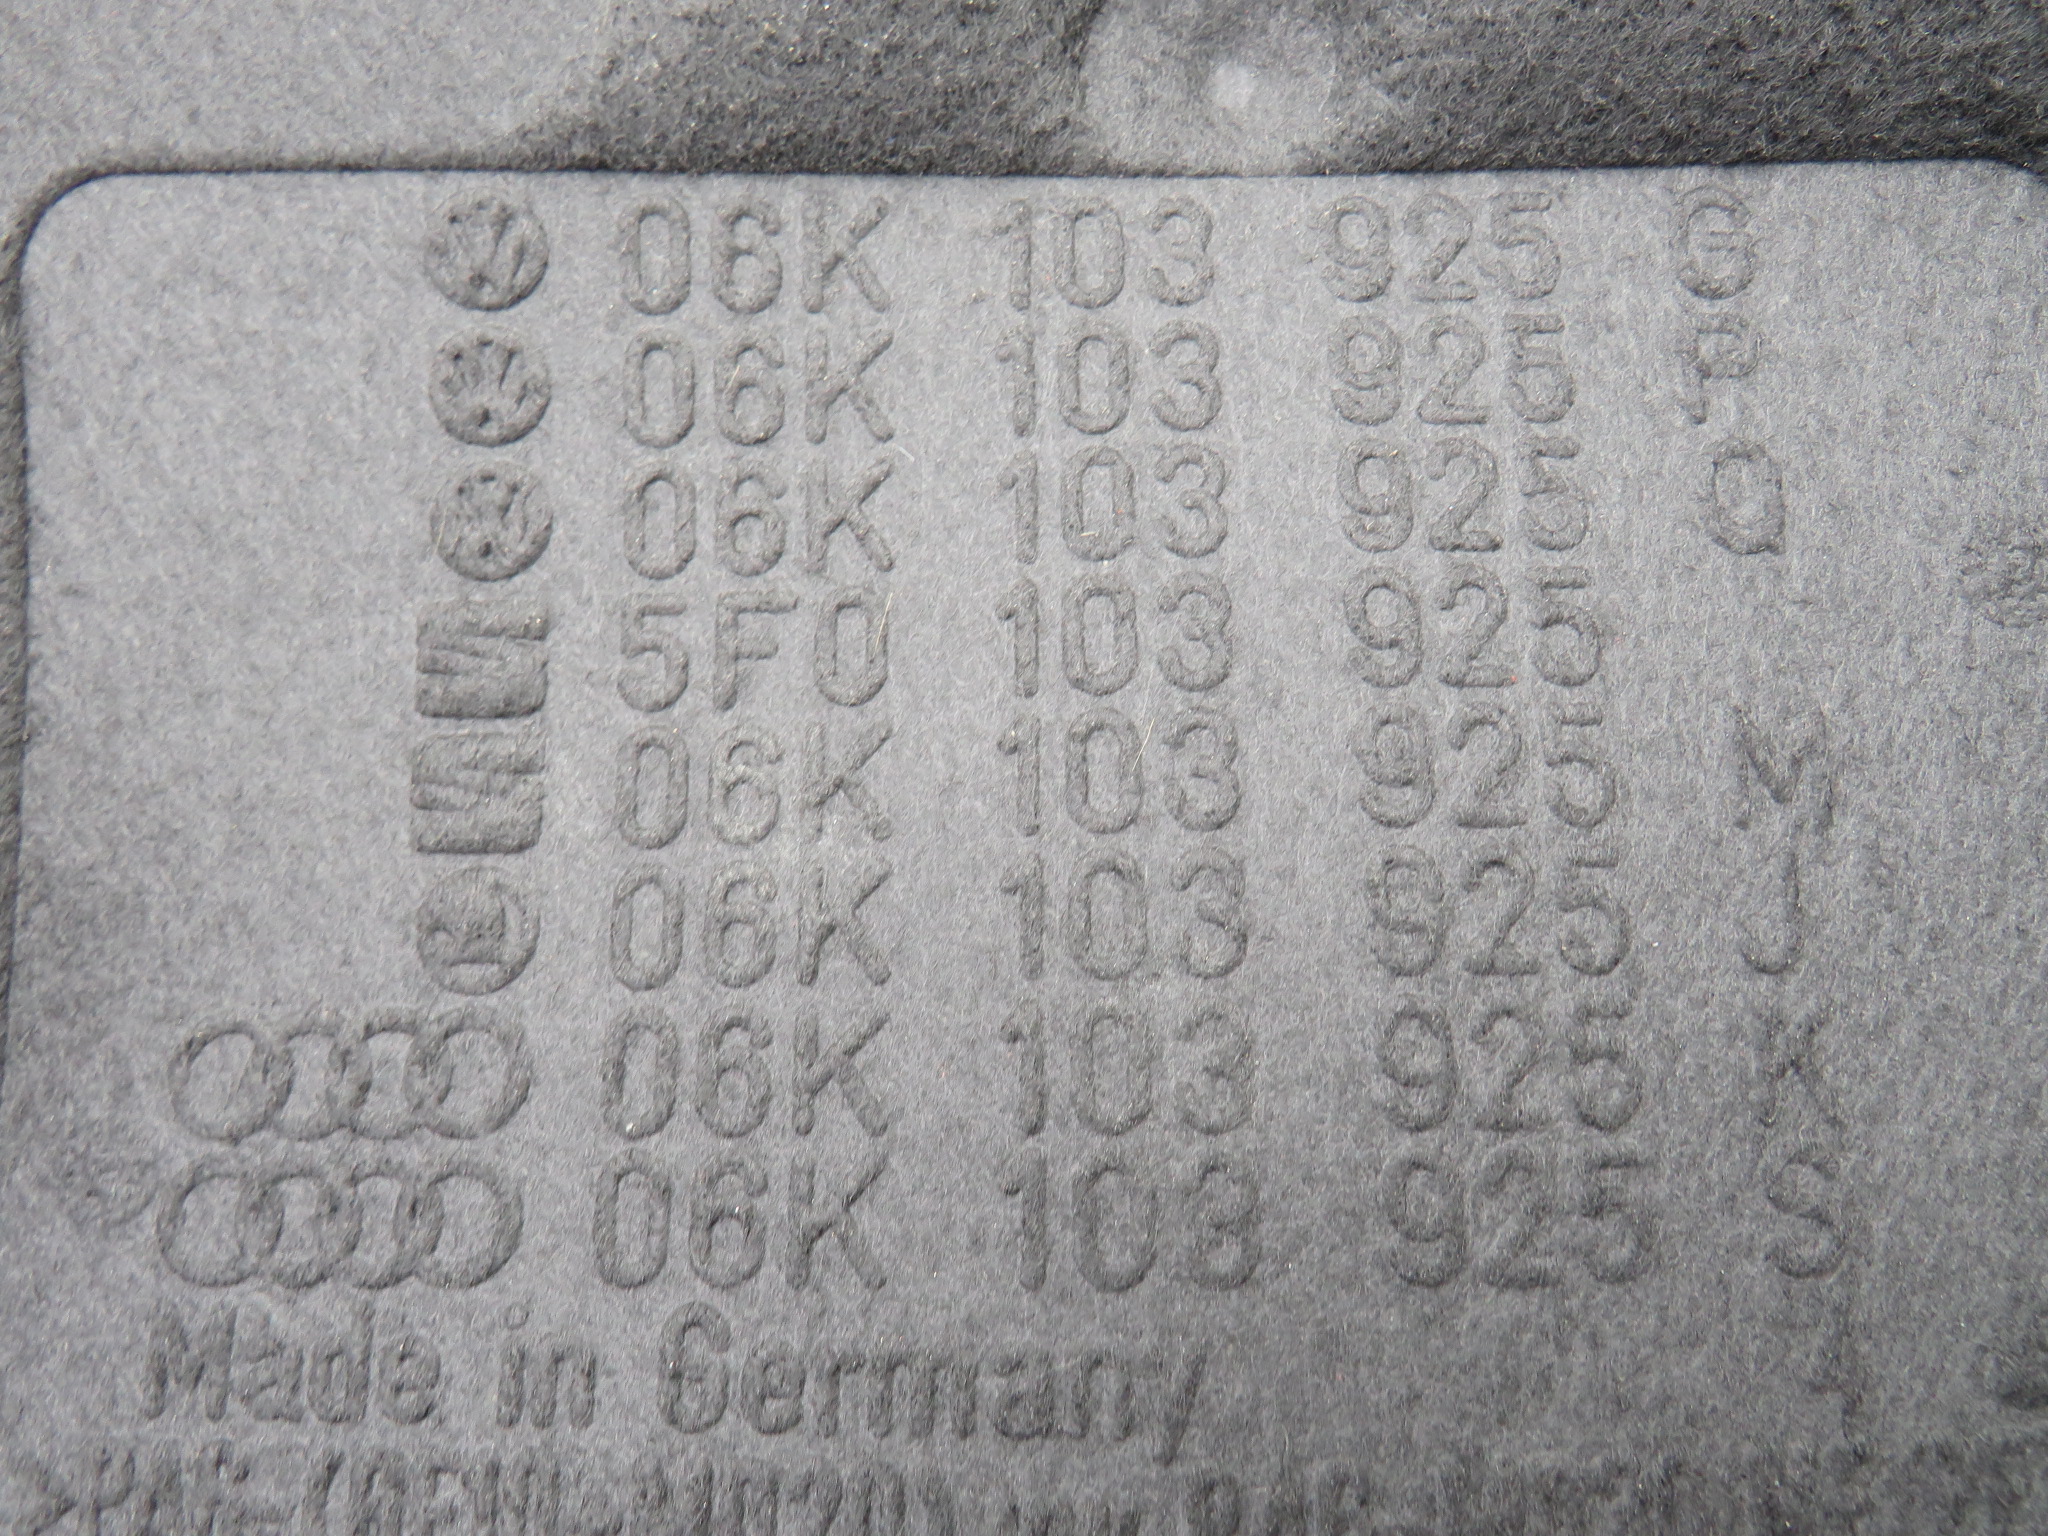 06K 103 925 G
06K 103 925 P
06K 103 925 Q
5F0 103 925
06K 103 925 M
06K 103 925 J
06K 103 925 K
06K 103 925 S
Made in Germany